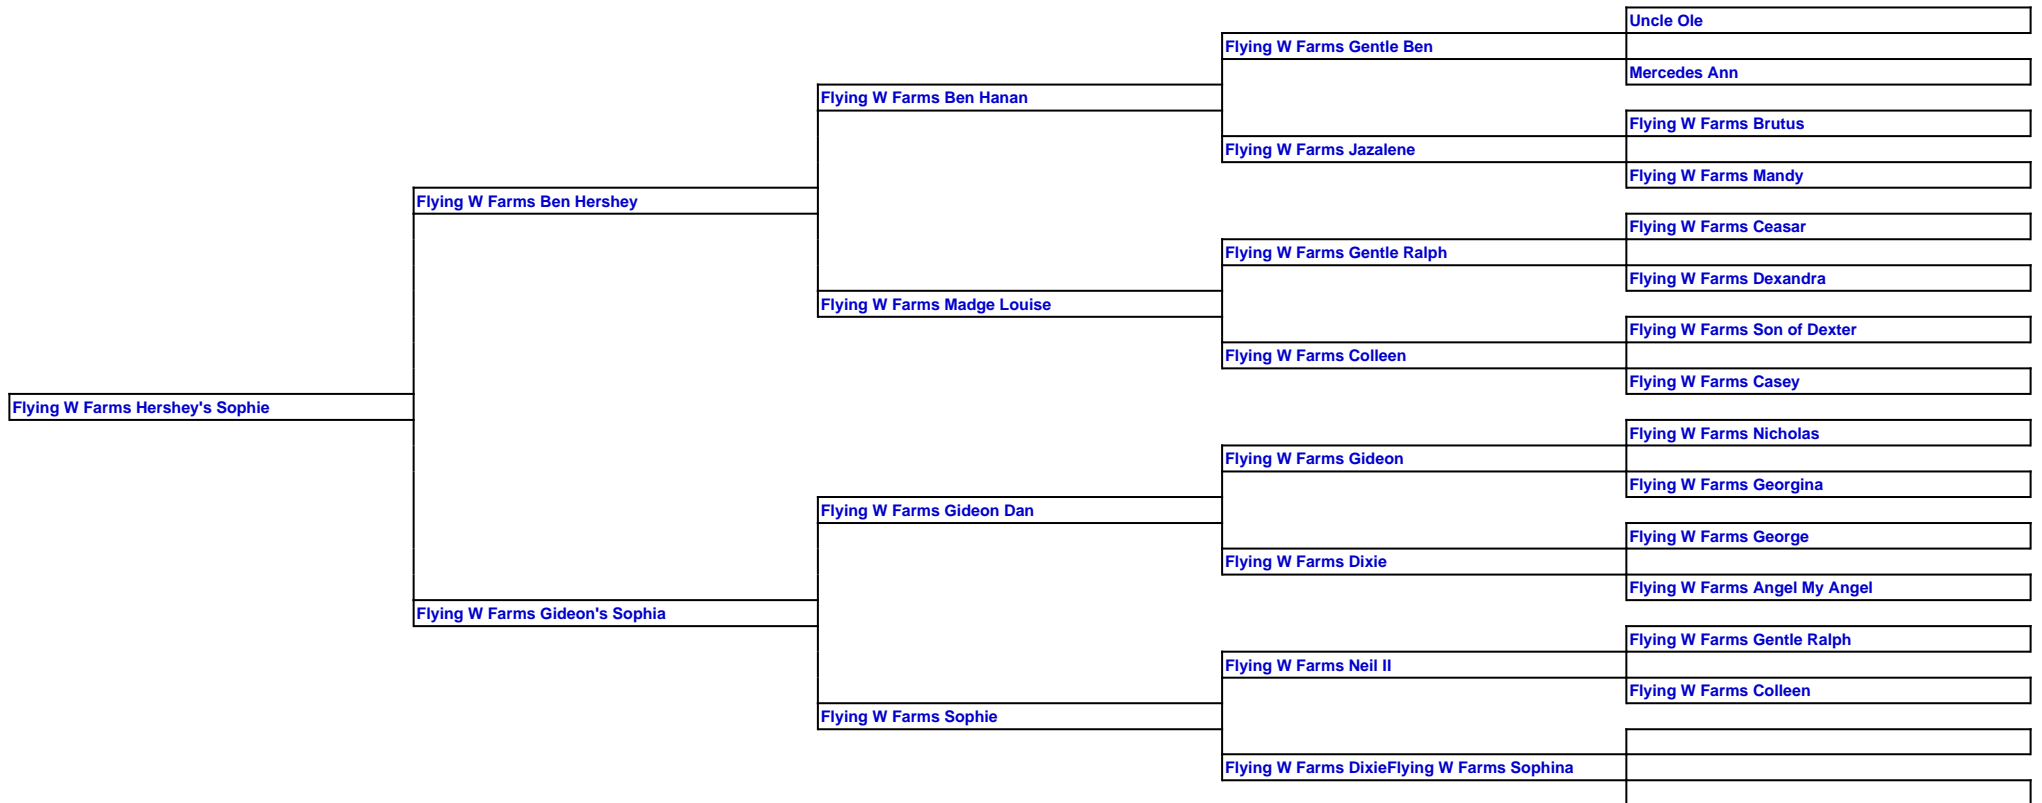 Uncle Ole
Flying W Farms Gentle Ben
Mercedes Ann
Flying W Farms Ben Hanan
Flying W Farms Brutus
Flying W Farms Jazalene
Flying W Farms Mandy
Flying W Farms Ben Hershey
Flying W Farms Ceasar
Flying W Farms Gentle Ralph
Flying W Farms Dexandra
Flying W Farms Madge Louise
Flying W Farms Son of Dexter
Flying W Farms Colleen
Flying W Farms Casey
Flying W Farms Hershey's Sophie
Flying W Farms Nicholas
Flying W Farms Gideon
Flying W Farms Georgina
Flying W Farms Gideon Dan
Flying W Farms George
Flying W Farms Dixie
Flying W Farms Angel My Angel
Flying W Farms Gideon's Sophia
Flying W Farms Gentle Ralph
Flying W Farms Neil II
Flying W Farms Colleen
Flying W Farms Sophie
Flying W Farms DixieFlying W Farms Sophina